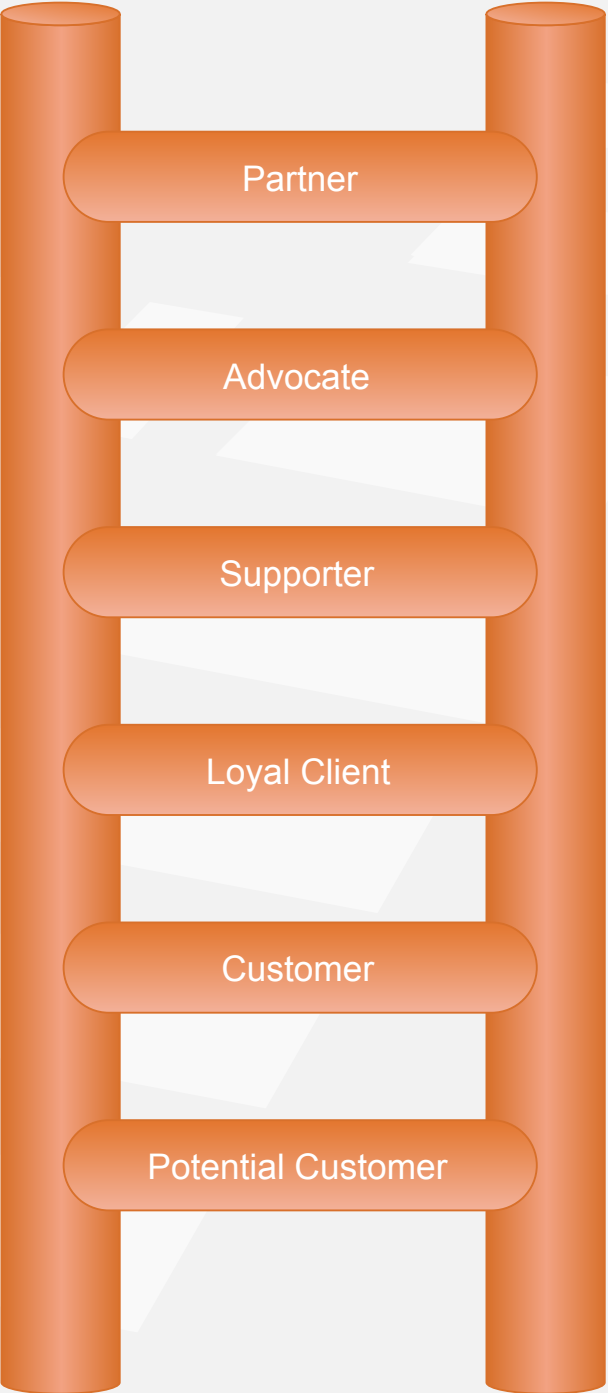 Partner
Advocate
Supporter
Loyal Client
Customer
Potential Customer